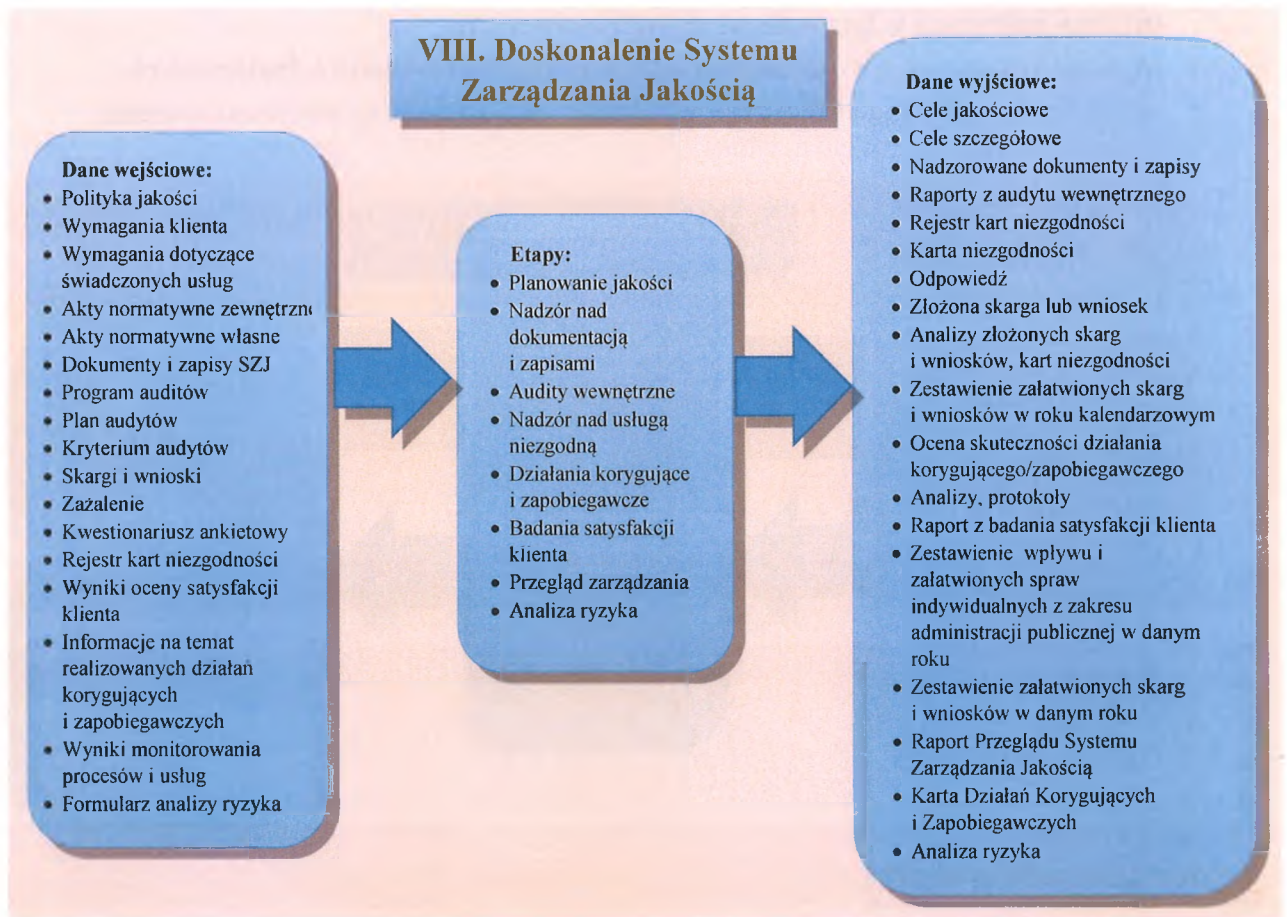 VIII. Doskonalenie Systemu
Zarządzania Jakością
Dane wejściowe:
• Polityka jakości
• Wymagania klienta
• Wymagania dotyczące
świadczonych usług
• Akty normatywne zewnętrzn
• Akty normatywne własne
• Dokumenty i zapisy SZJ
• Program auditów
• Plan audytów
• Kryterium audytów
• Skargi i wnioski
• Zażalenie
• Kwestionariusz ankietowy
• Rejestr kart niezgodności
• Wyniki oceny satysfakcji
klienta
• Informacje na temat
realizowanych działań
korygujących
i zapobiegawczych
• Wyniki monitorowania
procesów i usług
• Formularz analizy ryzyka
Etapy:
• Planowanie jakości
• Nadzór nad
dokumentacją
i zapisami
• Audity wewnętrzne
• Nadzór nad usługą
niezgodną
• Działania korygujące
i zapobiegawcze
• Badania satysfakcji
klienta
• Przegląd zarządzania
• Analiza ryzyka
Dane wyjściowe:
• Cele jakościowe
• Cele szczegółowe
• Nadzorowane dokumenty i zapisy
• Raporty z audytu wewnętrznego
• Rejestr kart niezgodności
• Karta niezgodności
• Odpowiedź
• Złożona skarga lub wniosek
• Analizy złożonych skarg
i wniosków, kart niezgodności
• Zestawienie załatwionych skarg
i wniosków w roku kalendarzowym
• Ocena skuteczności działania
korygującego/zapobiegawczego
• Analizy, protokoły
• Raport z badania satysfakcji klienta
• Zestawienie wpływu i
załatwionych spraw
indywidualnych z zakresu
administracji publicznej w danym
roku
• Zestawienie załatwionych skarg
i wniosków w danym roku
• Raport Przeglądu Systemu
Zarządzania Jakością
• Karta Działań Korygujących
i Zapobiegawczych
• Analiza ryzyka